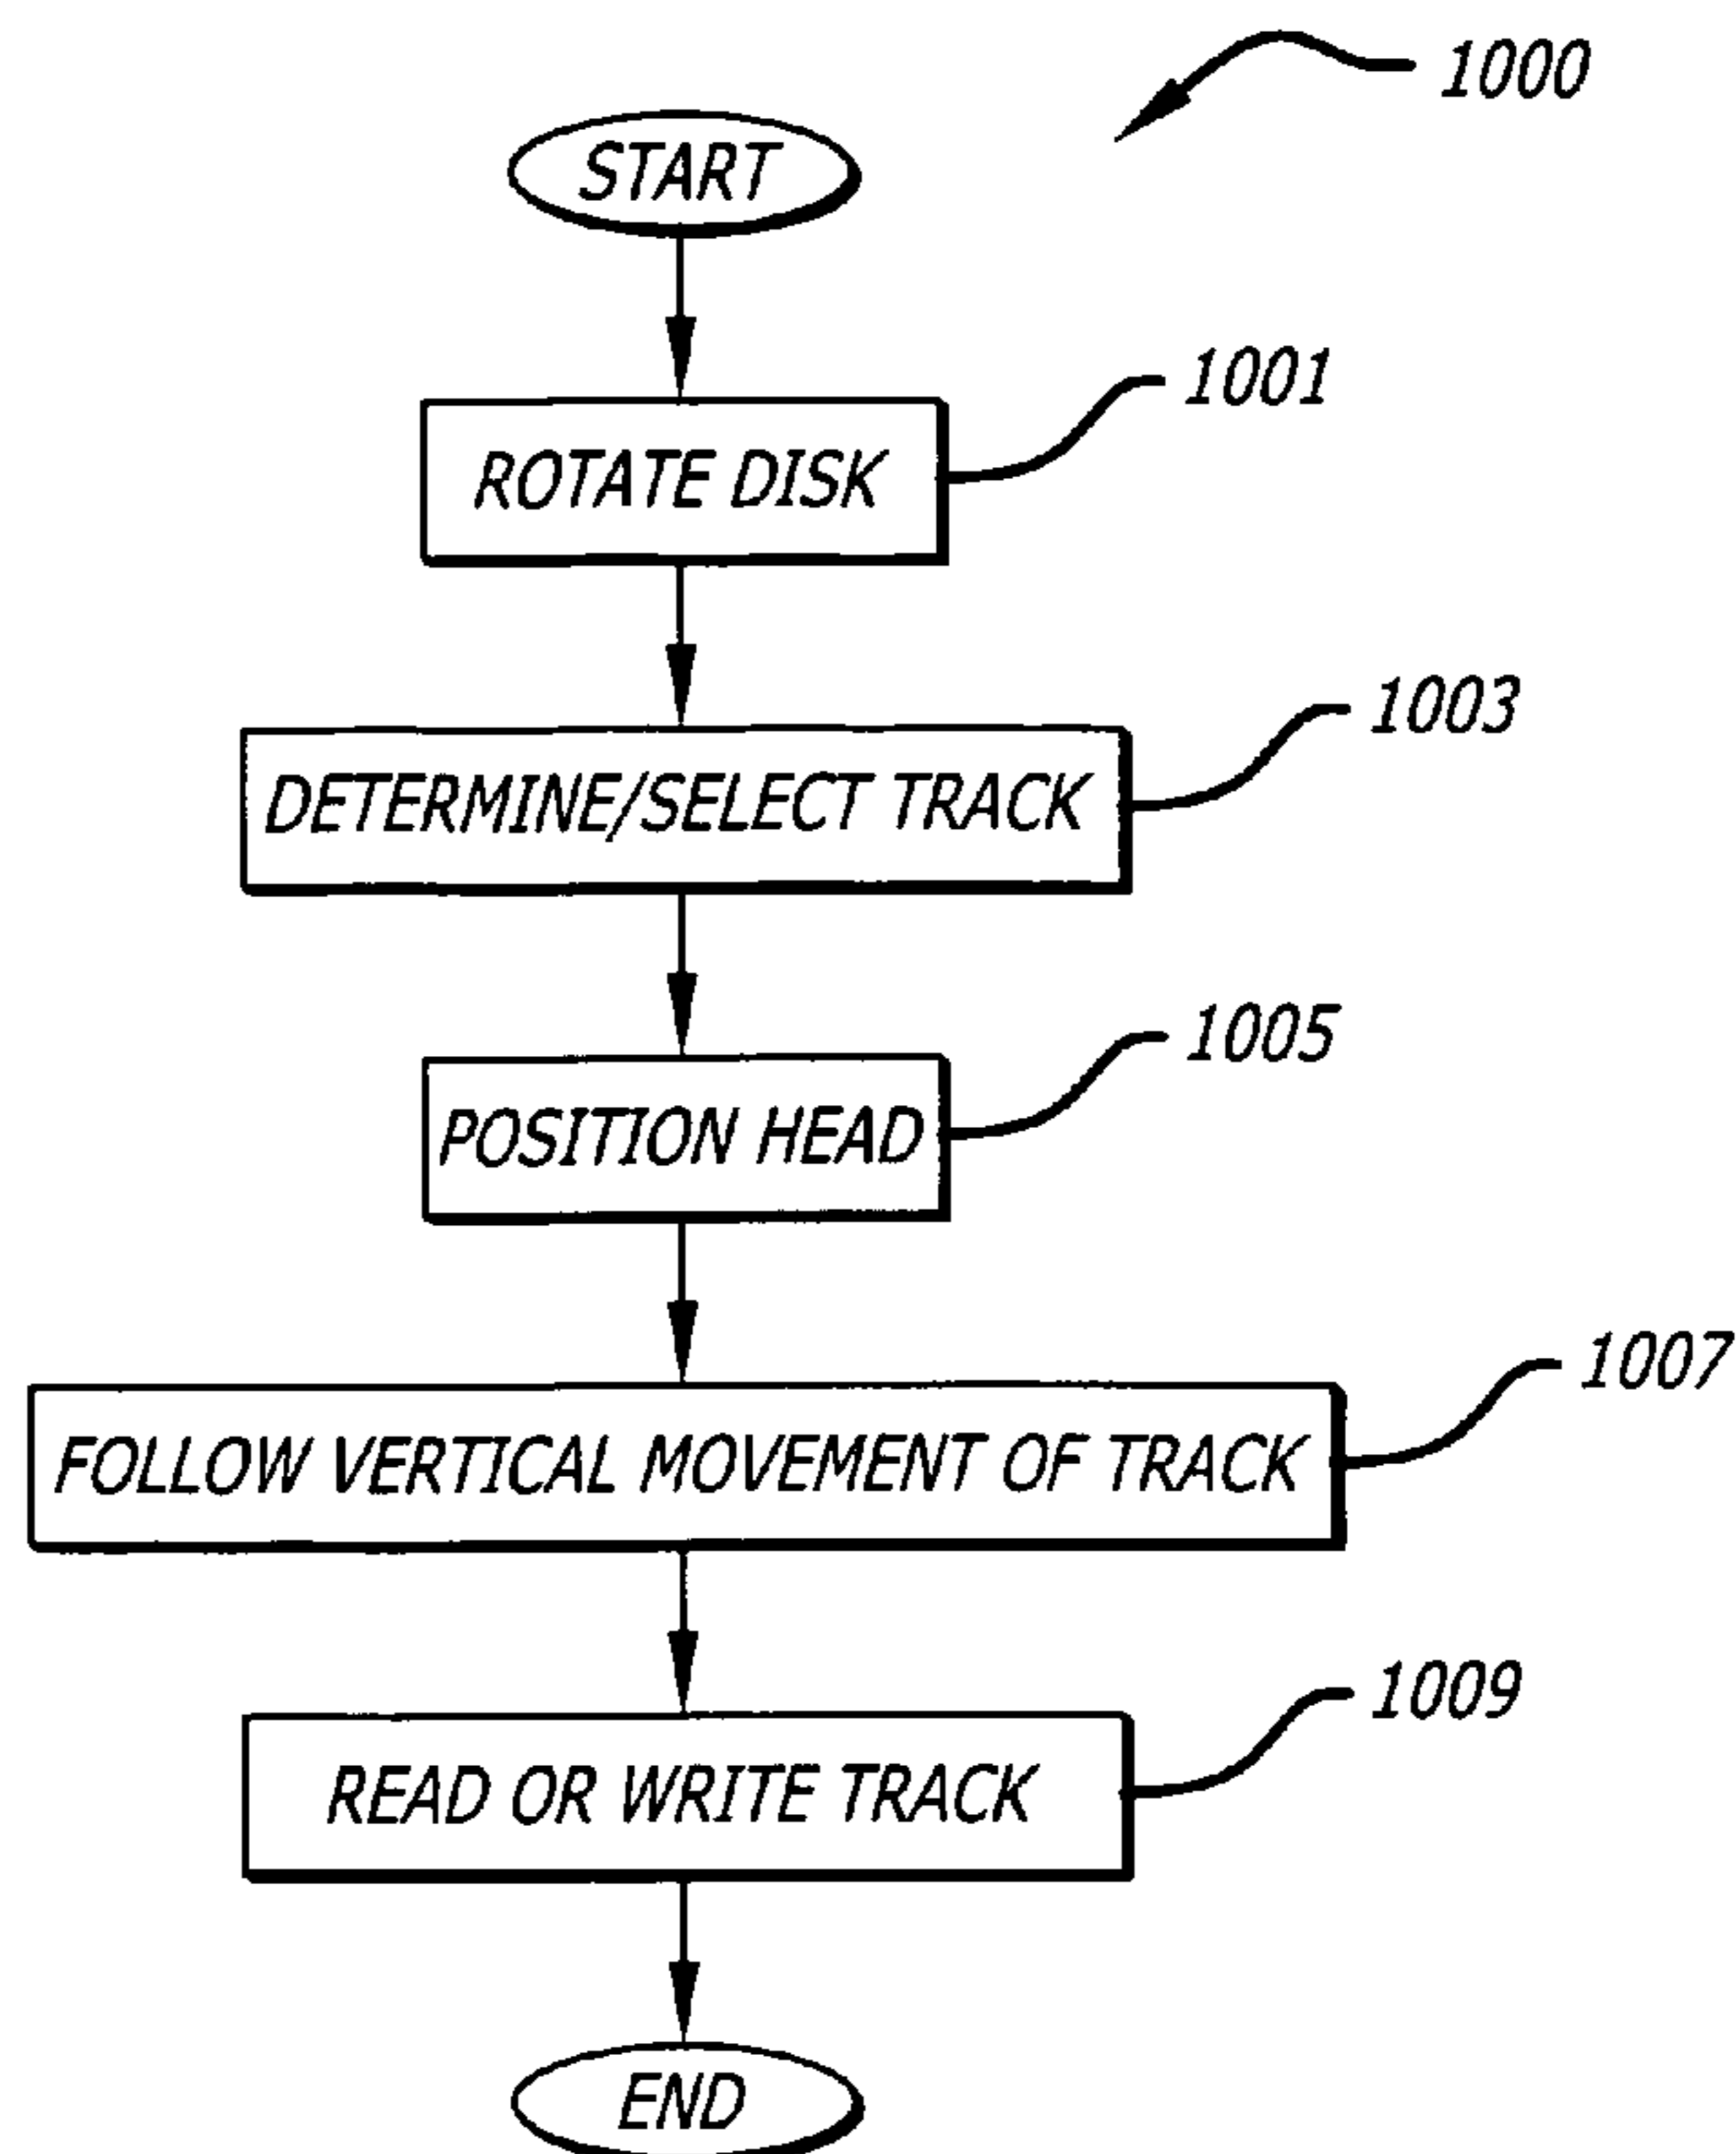 1000
START
1001
ROTATE DISK
1003
DETERMINE/SELECT TRACK
1005
POSITION HEAD
1007
FOLLOW VERTICAL MOVEMENT OF TRACK
1009
READ OR WRITE TRACK
END